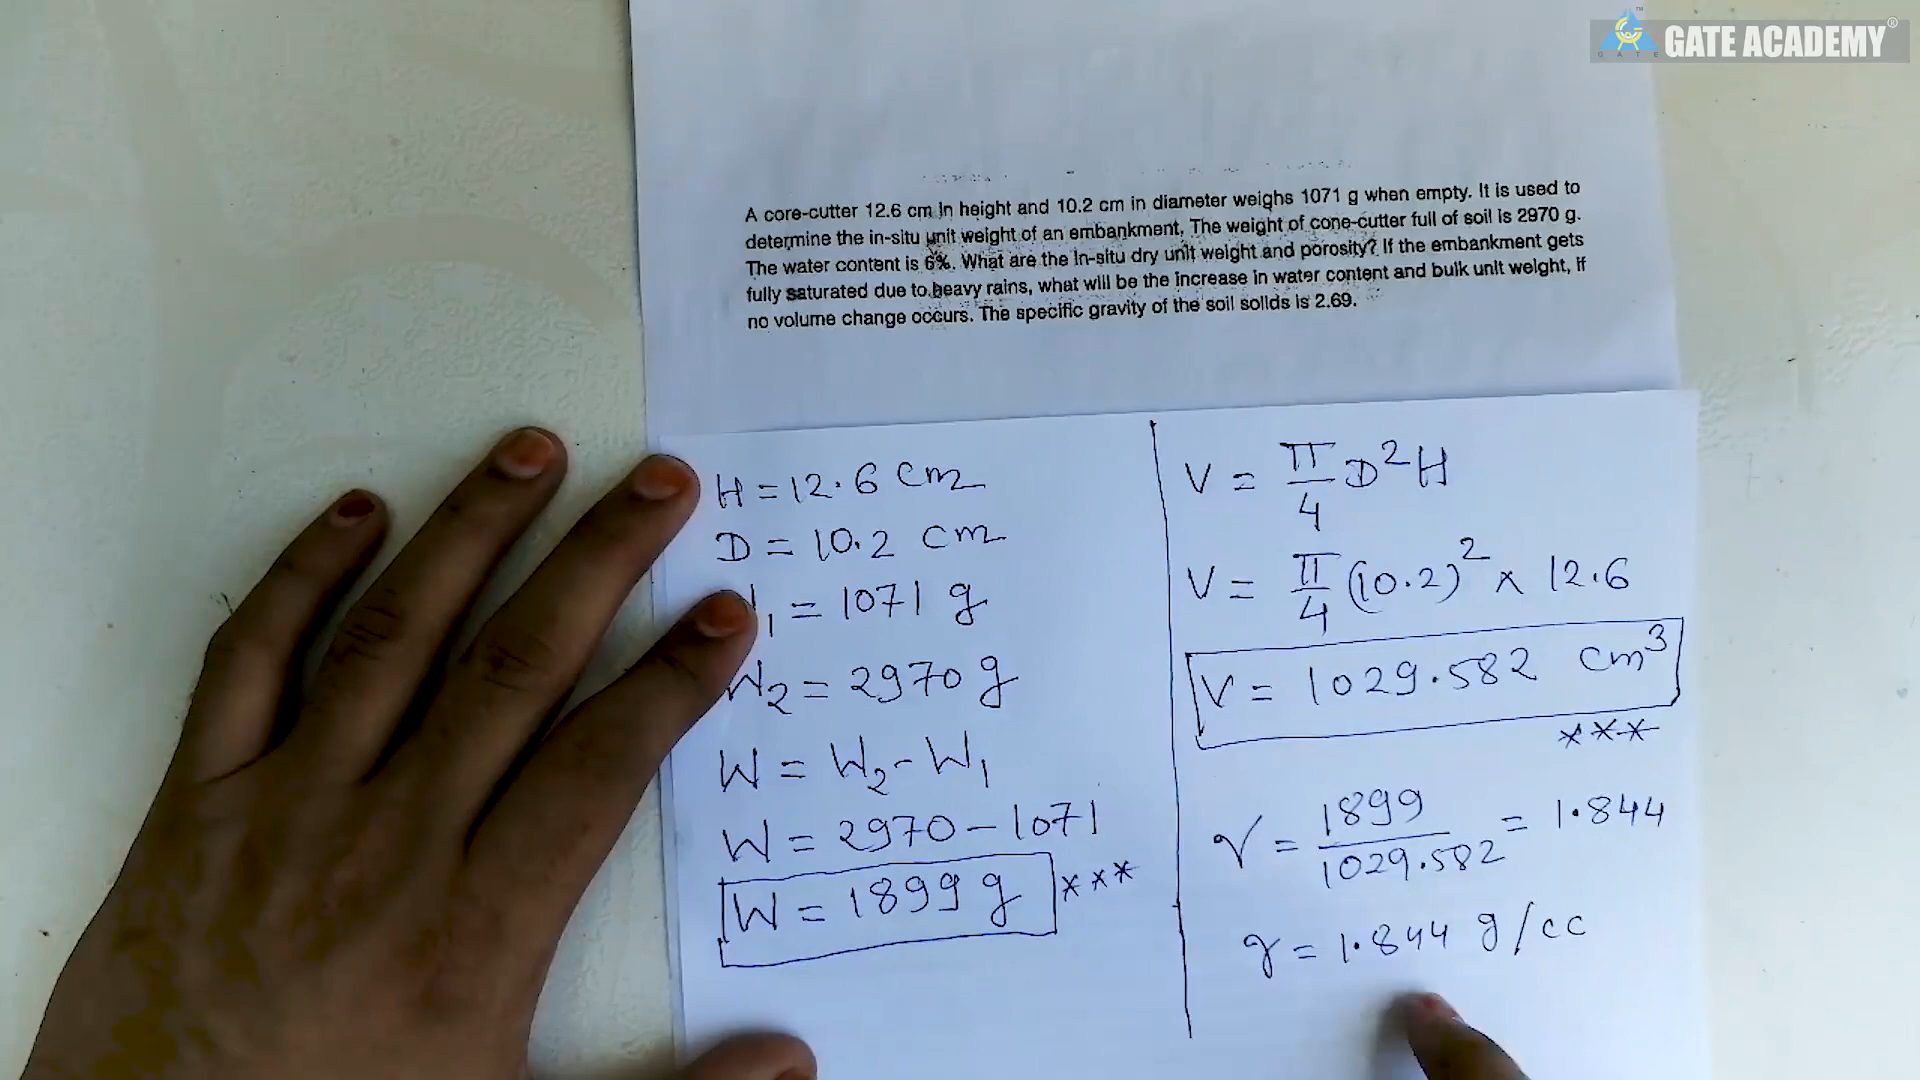 GATE ACADEMY®
A core-cutter 12.6 cm in height and 10.2 cm in diameter weighs 1071 g when empty. It is used to
determine the in-situ unit weight of an embankment. The weight of cone-cutter full of soil is 2970 g.
The water content is 6%. What are the in-situ dry unit weight and porosity? If the embankment gets
fully saturated due to heavy rains, what will be the increase in water content and bulk unit weight, if
no volume change occurs. The specific gravity of the soil solids is 2.69.
H = 12.6 cm
D = 10.2 cm
1 = 1071 g
W2 = 2970 g
W = W2 - W1
W = 2970 - 1071
W = 1899 g ***
V = π/4 D²H
V = π/4 (10.2)² × 12.6
V = 1029.582 cm³
***
γ = 1899/1029.582 = 1.844
γ = 1.844 g/cc